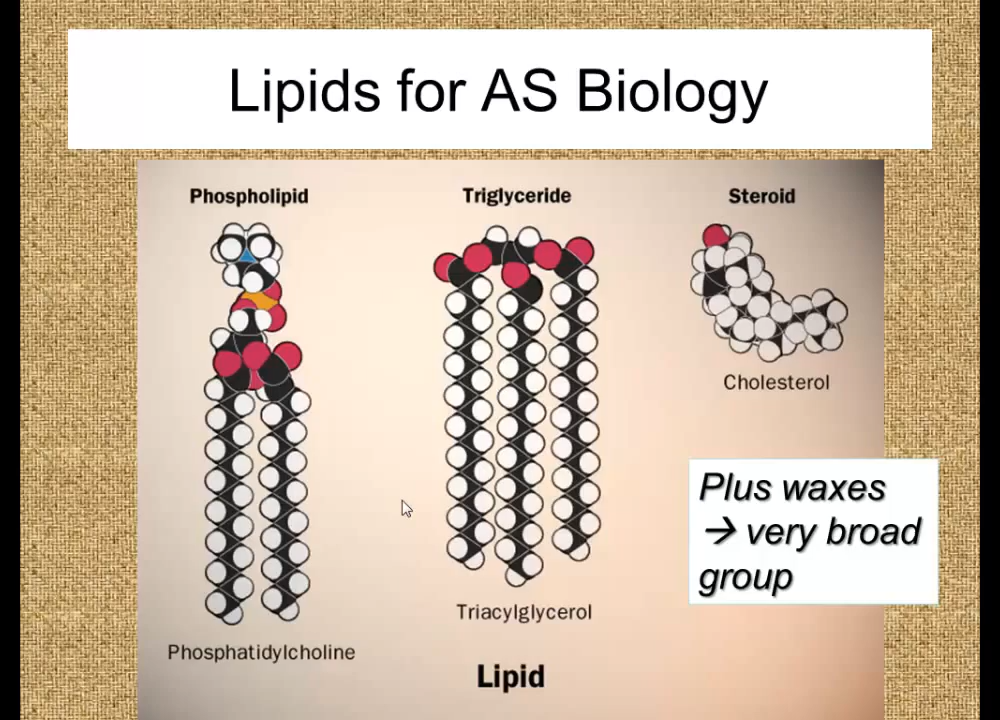 Lipids for AS Biology
Phospholipid
Triglyceride
Steroid
Cholesterol
Plus waxes
→ very broad
group
Triacylglycerol
Phosphatidylcholine
Lipid